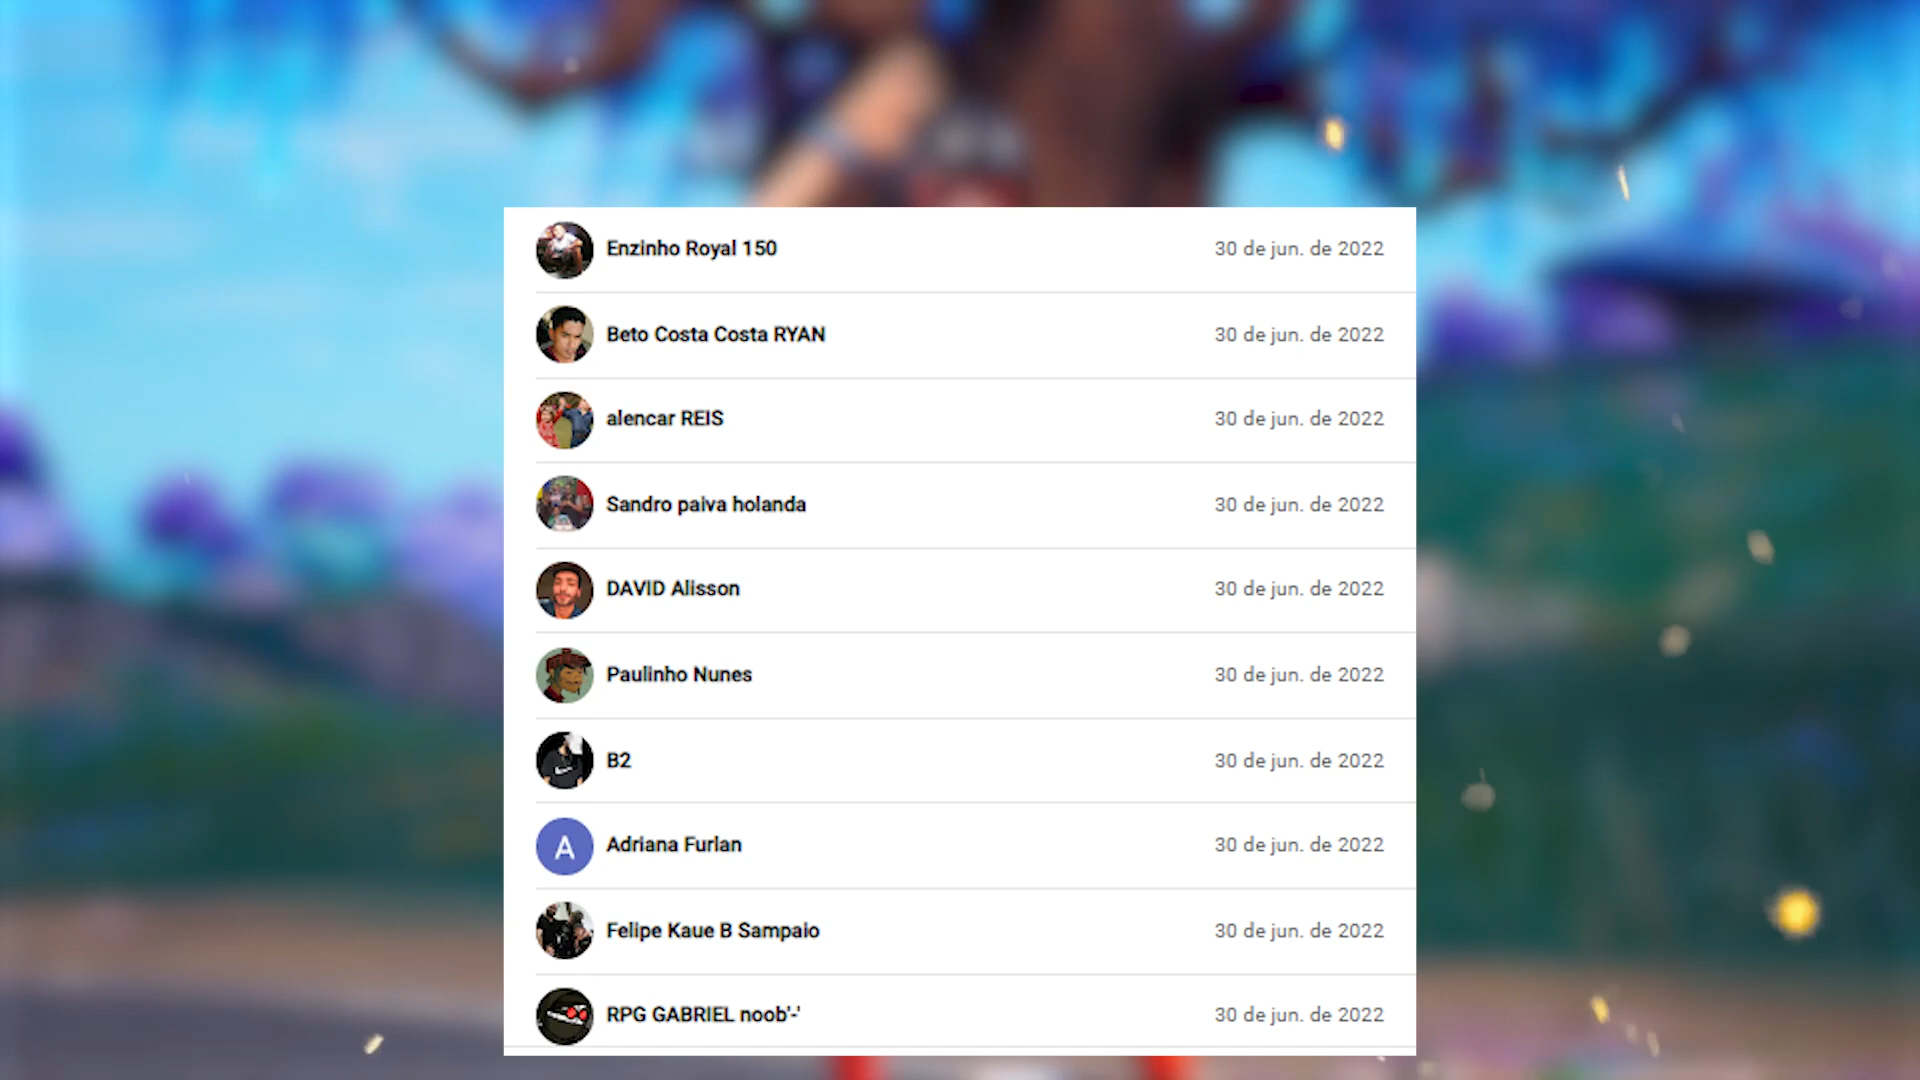 Enzinho Royal 150 30 de jun. de 2022
Beto Costa Costa RYAN 30 de jun. de 2022
alencar REIS 30 de jun. de 2022
Sandro paiva holanda 30 de jun. de 2022
DAVID Alisson 30 de jun. de 2022
Paulinho Nunes 30 de jun. de 2022
B2 30 de jun. de 2022
A Adriana Furlan 30 de jun. de 2022
Felipe Kaue B Sampaio 30 de jun. de 2022
RPG GABRIEL noob'-' 30 de jun. de 2022